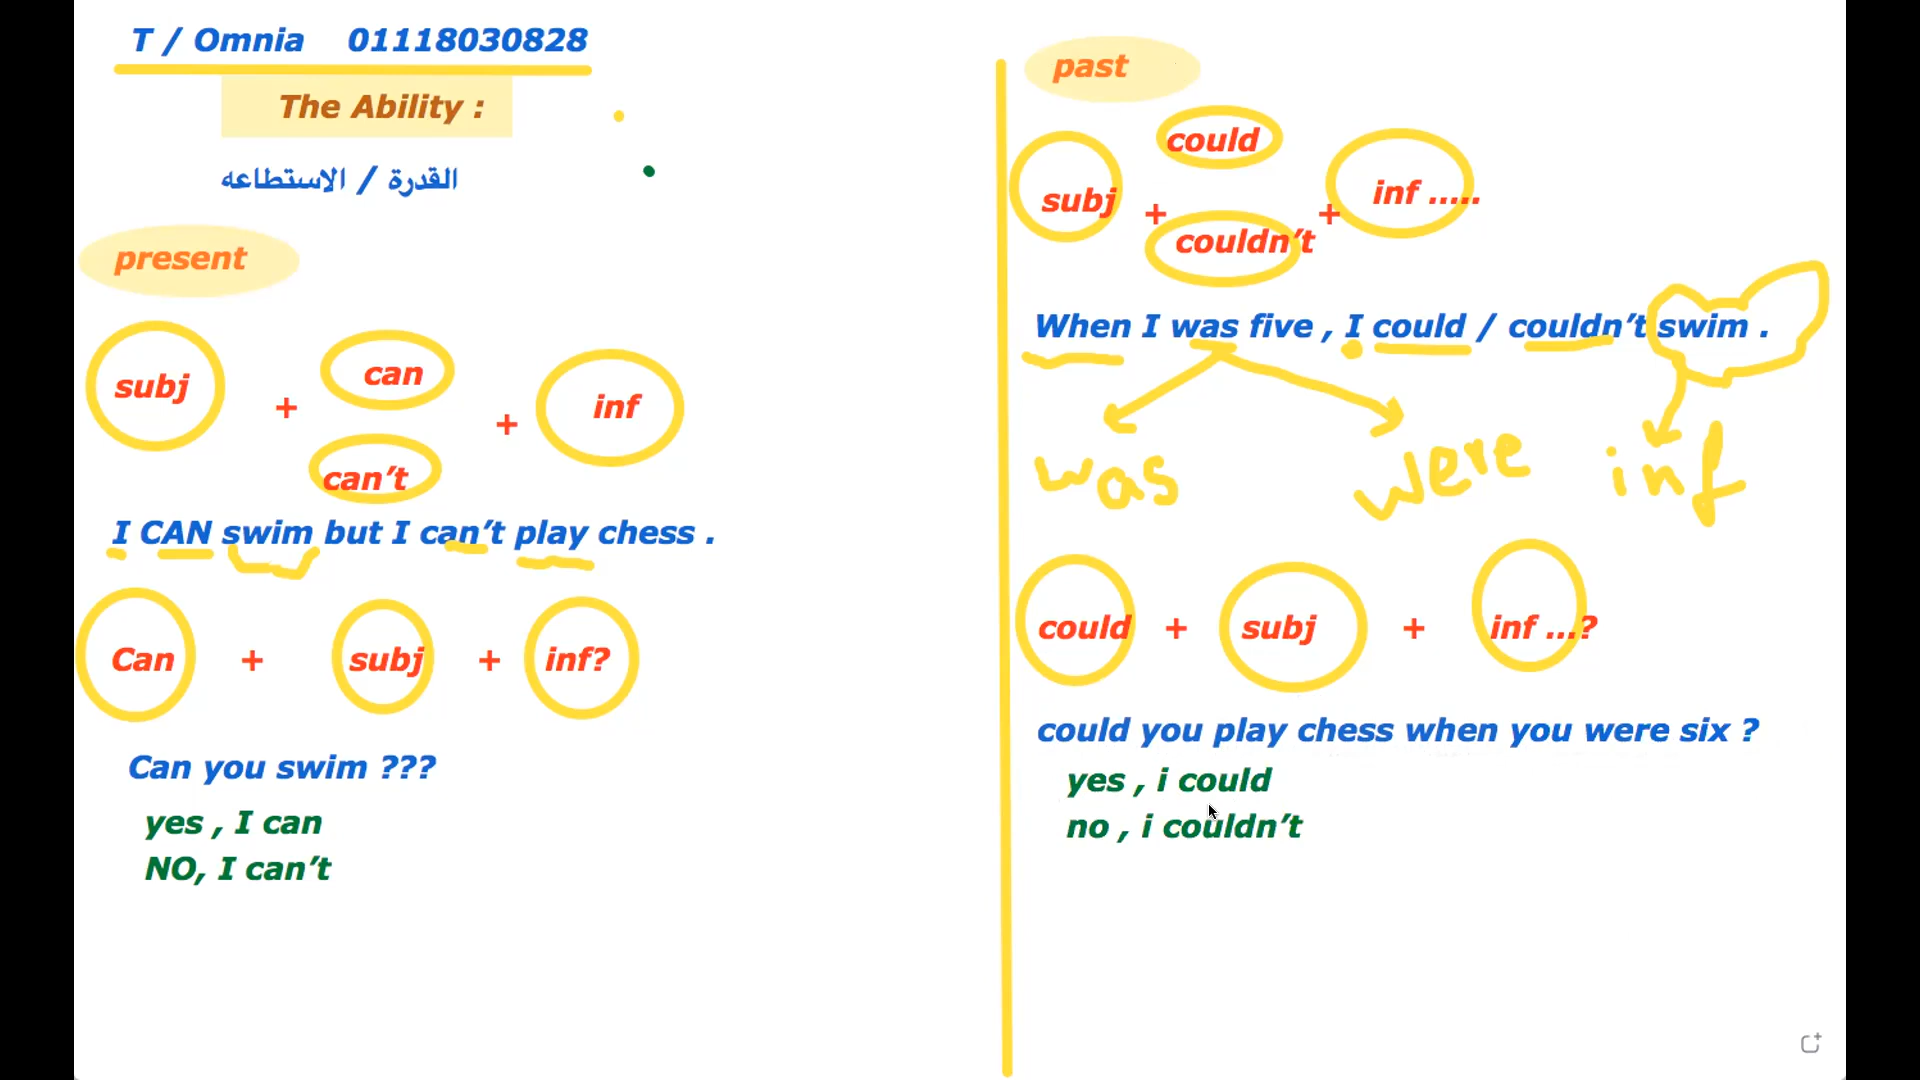 T / Omnia 01118030828
The Ability :
القدرة / الاستطاعه
present
subj + can + inf
can't
I CAN swim but I can't play chess .
Can + subj + inf?
Can you swim ???
yes , I can
NO, I can't
past
could
subj + + inf .....
couldn't
When I was five , I could / couldn't swim .
was were inf
could + subj + inf ...?
could you play chess when you were six ?
yes , i could
no , i couldn't